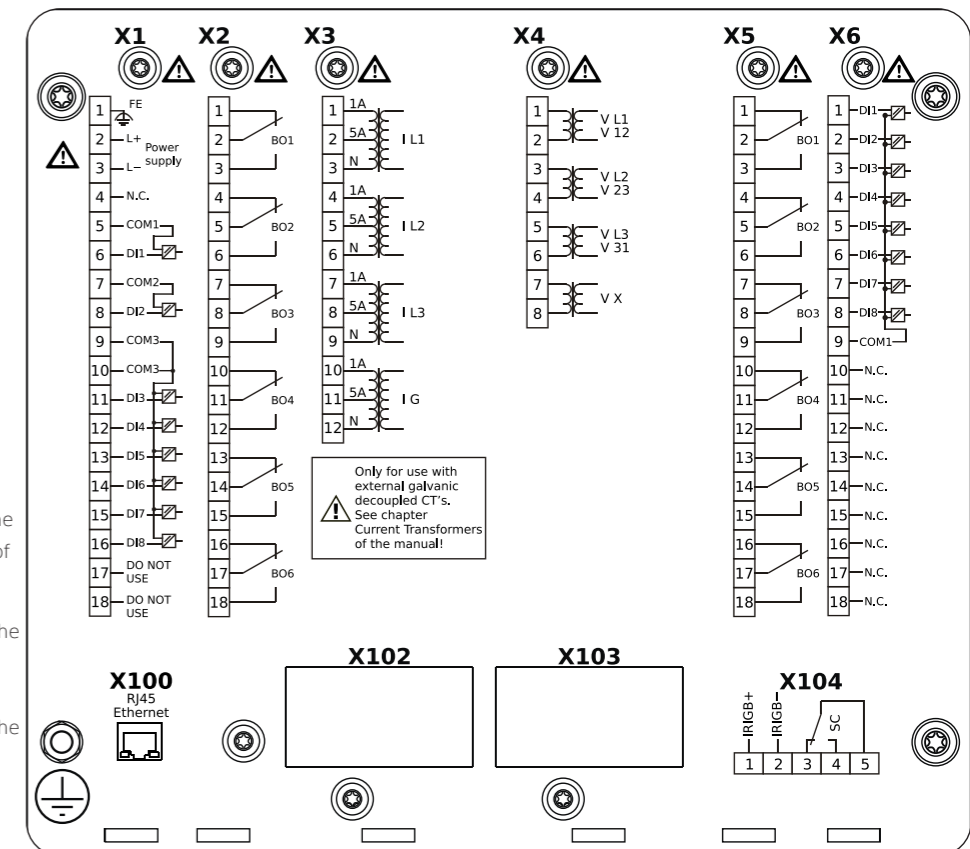 X1
X2
X3
X4
X5
X6
1
FE
2
L+
Power
supply
3
L−
4
N.C.
5
COM1
6
DI1
7
COM2
8
DI2
9
COM3
10
COM3
11
DI3
12
DI4
13
DI5
14
DI6
15
DI7
16
DI8
17
DO NOT
USE
18
DO NOT
USE
1
2
BO1
3
4
5
BO2
6
7
8
BO3
9
10
11
BO4
12
13
14
BO5
15
16
17
BO6
18
1
1A
2
5A
I L1
3
N
4
1A
5
5A
I L2
6
N
7
1A
8
5A
I L3
9
N
10
1A
11
5A
I G
12
N
Only for use with
external galvanic
decoupled CT's.
See chapter
Current Transformers
of the manual!
1
V L1
2
V 12
3
V L2
4
V 23
5
V L3
6
V 31
7
V X
8
1
2
BO1
3
4
5
BO2
6
7
8
BO3
9
10
11
BO4
12
13
14
BO5
15
16
17
BO6
18
1
DI1
2
DI2
3
DI3
4
DI4
5
DI5
6
DI6
7
DI7
8
DI8
9
COM1
10
N.C.
11
N.C.
12
N.C.
13
N.C.
14
N.C.
15
N.C.
16
N.C.
17
N.C.
18
N.C.
of
X100
RJ45
Ethernet
X102
X103
X104
IRIGB+
IRIGB−
SC
1 2 3 4 5